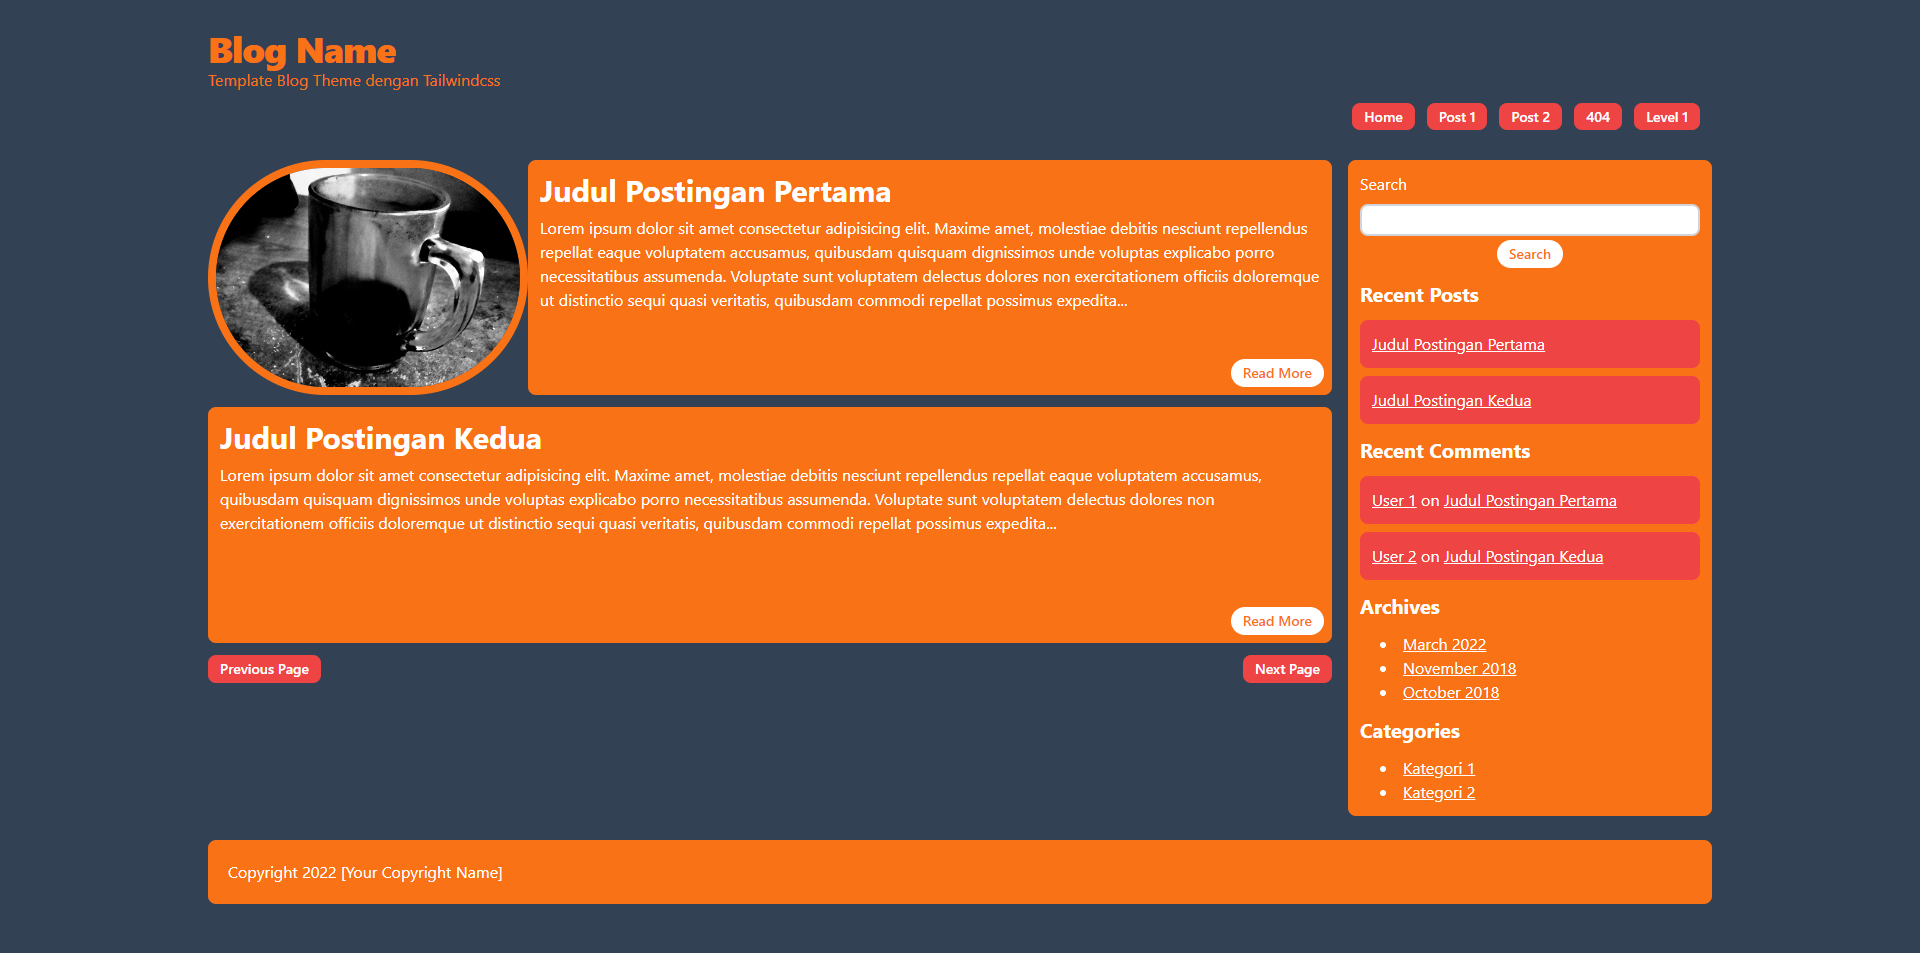 Blog Name
Template Blog Theme dengan Tailwindcss
Home
Post 1
Post 2
404
Level 1
Judul Postingan Pertama
Lorem ipsum dolor sit amet consectetur adipisicing elit. Maxime amet, molestiae debitis nesciunt repellendus
repellat eaque voluptatem accusamus, quibusdam quisquam dignissimos unde voluptas explicabo porro
necessitatibus assumenda. Voluptate sunt voluptatem delectus dolores non exercitationem officiis doloremque
ut distinctio sequi quasi veritatis, quibusdam commodi repellat possimus expedita...
Read More
Judul Postingan Kedua
Lorem ipsum dolor sit amet consectetur adipisicing elit. Maxime amet, molestiae debitis nesciunt repellendus repellat eaque voluptatem accusamus,
quibusdam quisquam dignissimos unde voluptas explicabo porro necessitatibus assumenda. Voluptate sunt voluptatem delectus dolores non
exercitationem officiis doloremque ut distinctio sequi quasi veritatis, quibusdam commodi repellat possimus expedita...
Read More
Previous Page
Next Page
Search
Search
Recent Posts
Judul Postingan Pertama
Judul Postingan Kedua
Recent Comments
User 1 on Judul Postingan Pertama
User 2 on Judul Postingan Kedua
Archives
March 2022
November 2018
October 2018
Categories
Kategori 1
Kategori 2
Copyright 2022 [Your Copyright Name]